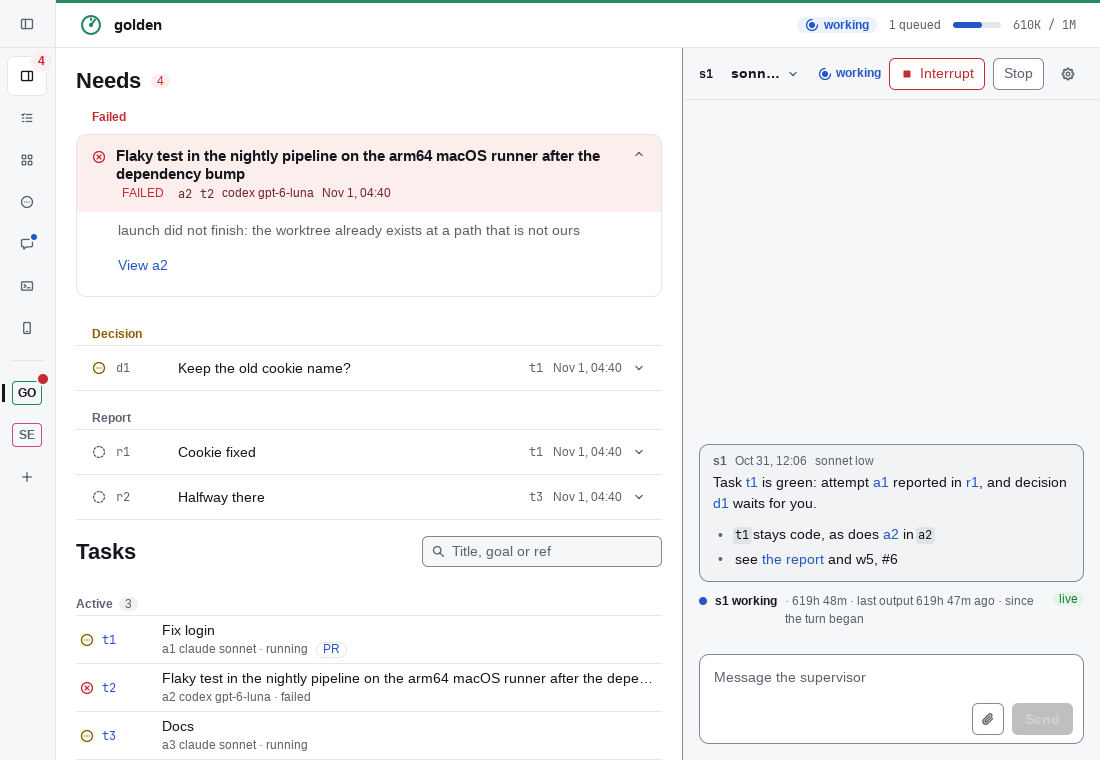 golden
working
1 queued
610K / 1M
4
GO
SE
Needs 4
Failed
Flaky test in the nightly pipeline on the arm64 macOS runner after the
dependency bump
FAILED a2 t2 codex gpt-6-luna Nov 1, 04:40
launch did not finish: the worktree already exists at a path that is not ours
View a2
Decision
d1 Keep the old cookie name? t1 Nov 1, 04:40
Report
r1 Cookie fixed t1 Nov 1, 04:40
r2 Halfway there t3 Nov 1, 04:40
Tasks
Title, goal or ref
Active 3
t1 Fix login
a1 claude sonnet · running PR
t2 Flaky test in the nightly pipeline on the arm64 macOS runner after the depe…
a2 codex gpt-6-luna · failed
t3 Docs
a3 claude sonnet · running
s1 sonn… working Interrupt Stop
s1 Oct 31, 12:06 sonnet low
Task t1 is green: attempt a1 reported in r1, and decision
d1 waits for you.
• t1 stays code, as does a2 in a2
• see the report and w5, #6
s1 working · 619h 48m · last output 619h 47m ago · since
the turn began
live
Message the supervisor
Send